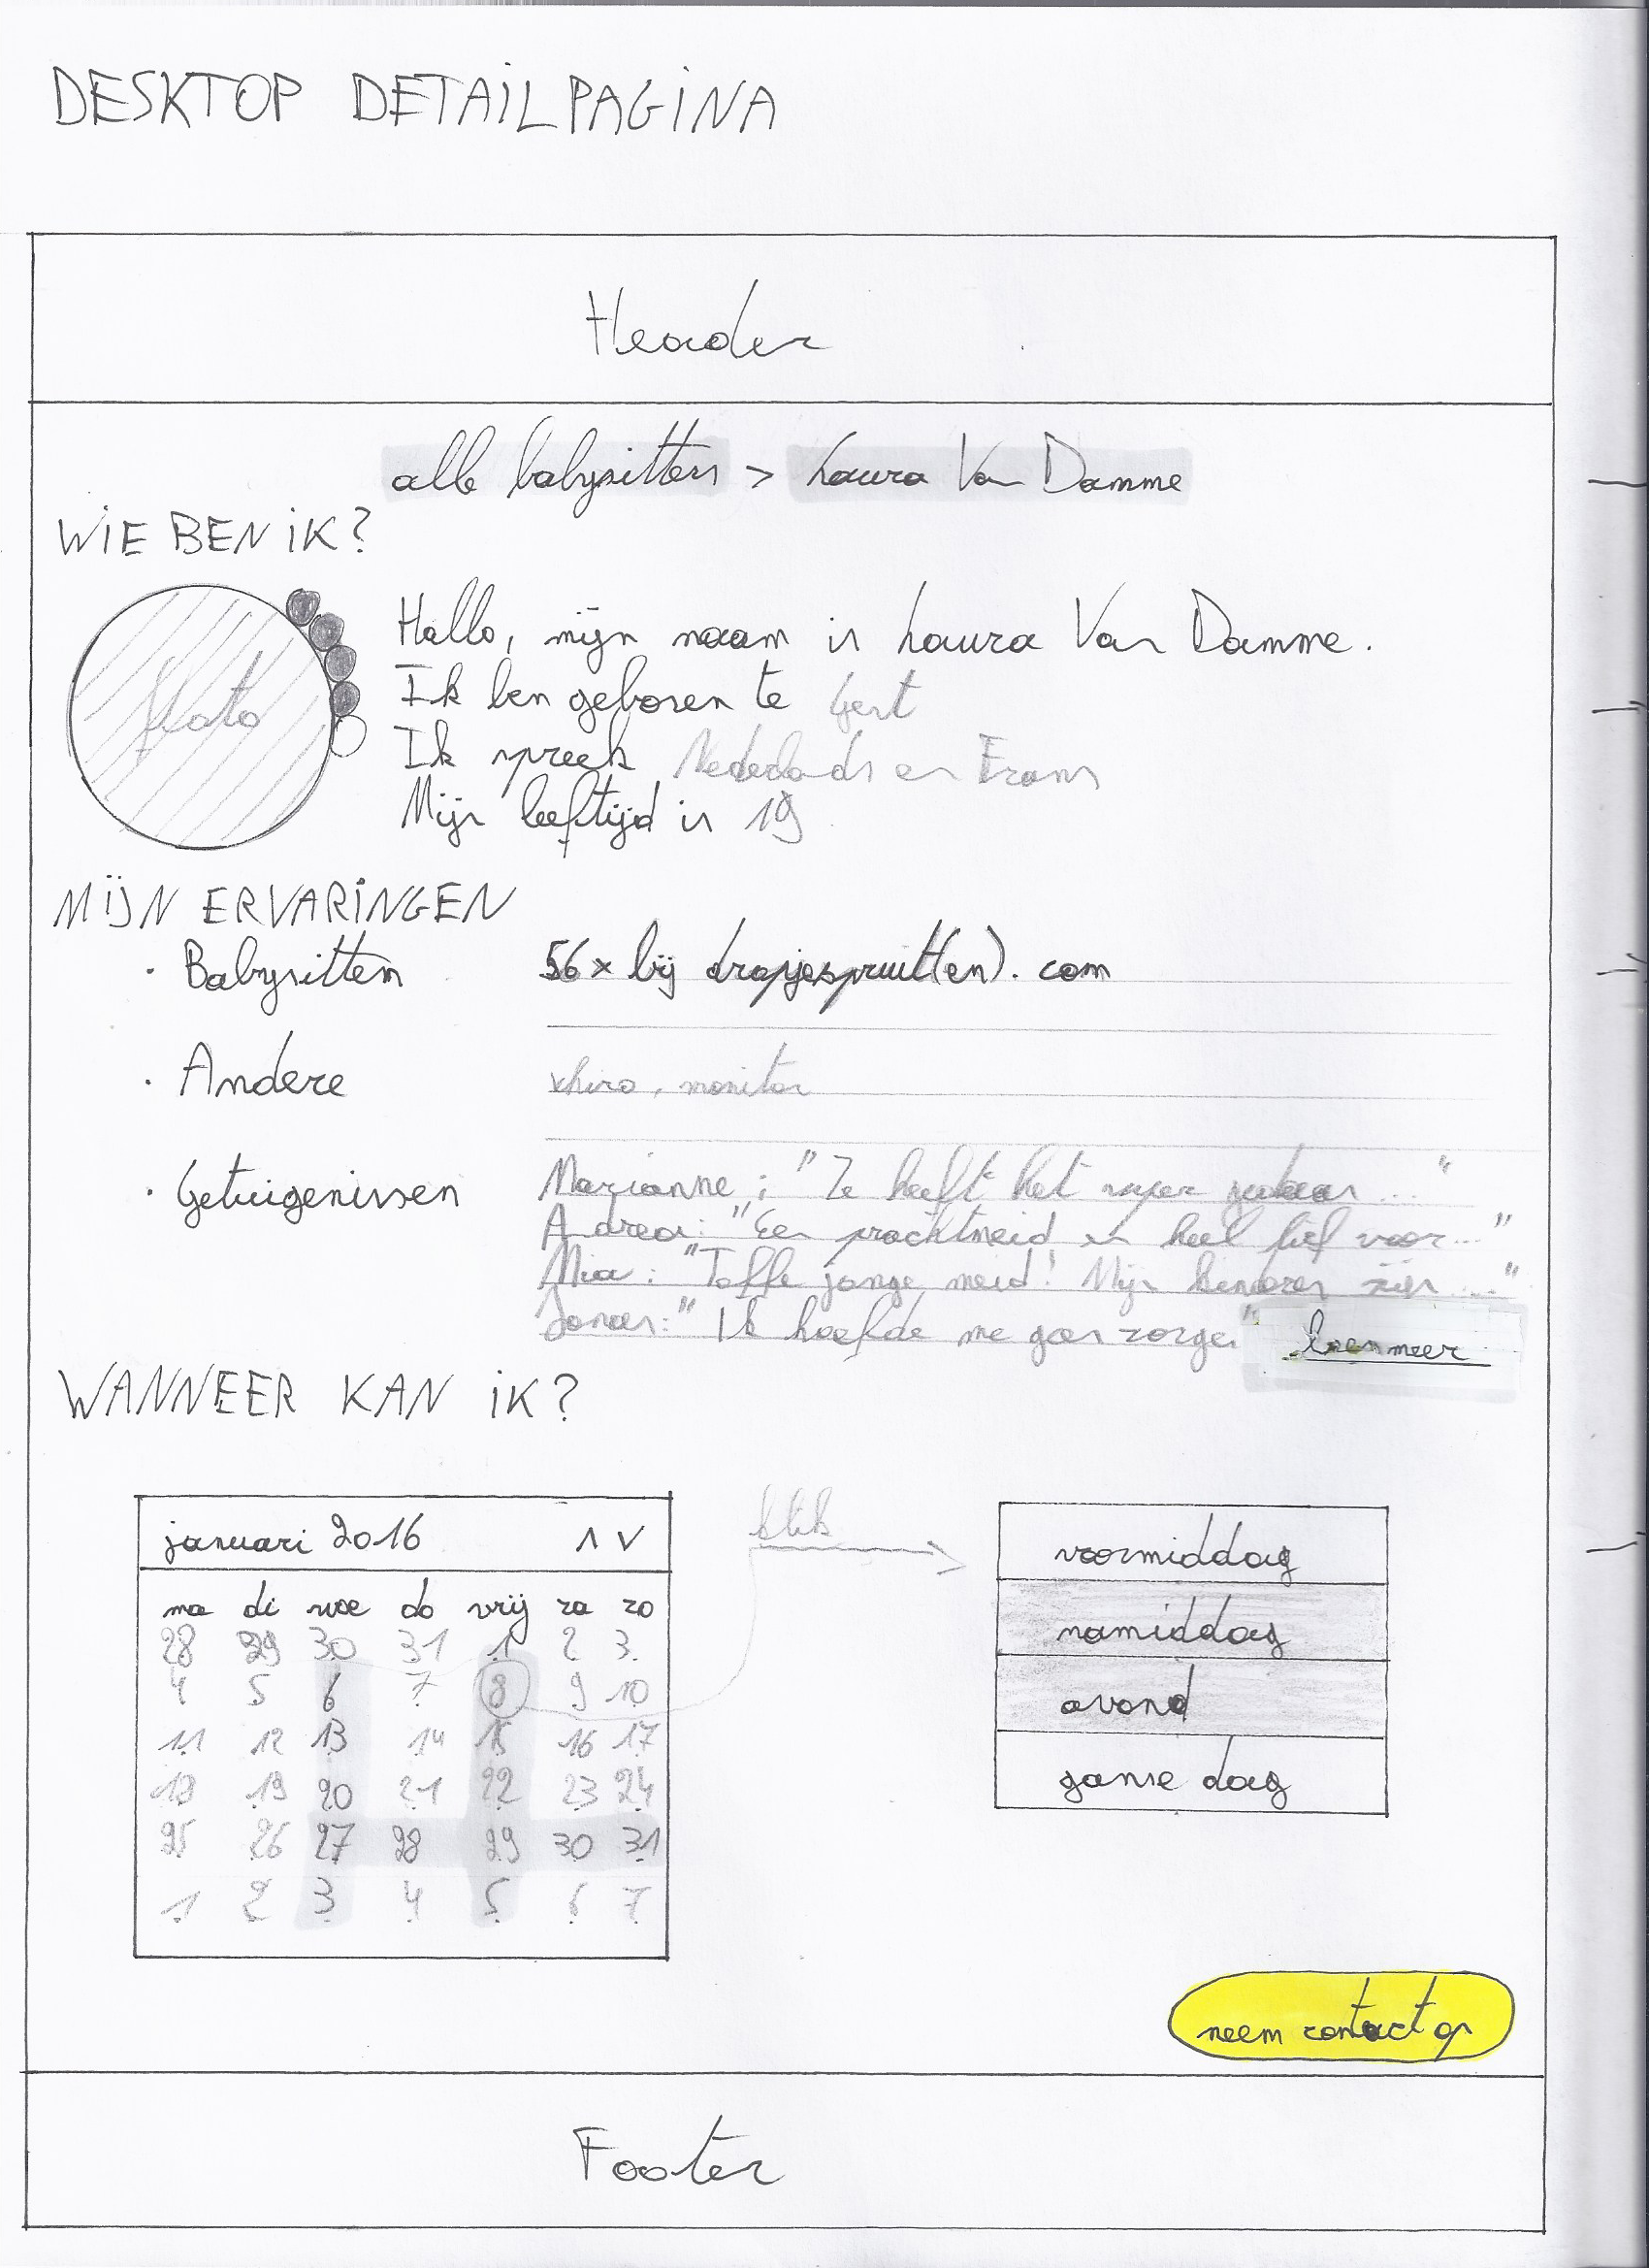 DESKTOP DETAILPAGINA
Header
alle babysitters > Laura Van Damme
WIE BEN IK?
foto
Hallo, mijn naam is Laura Van Damme.
Ik ben geboren te Gent
Ik spreek Nederlands en Frans
Mijn leeftijd is 19
MIJN ERVARINGEN
· Babysitten 56x bij dropjespruit(en).com
· Andere chiro, monitor
· Getuigenissen Marianne: "Ze heeft het super gedaan ..."
Andrea: "Een prachtmeid en heel lief voor ..."
Mia: "Toffe jonge meid! Mijn kinderen zijn ...."
Jonas: "Ik hoefde me geen zorgen" lees meer
WANNEER KAN IK?
januari 2016 ∧ ∨
ma di woe do vrij za zo
28 29 30 31 1 2 3
4 5 6 7 8 9 10
11 12 13 14 15 16 17
18 19 20 21 22 23 24
25 26 27 28 29 30 31
1 2 3 4 5 6 7
klik
voormiddag
namiddag
avond
ganse dag
neem contact op
Footer